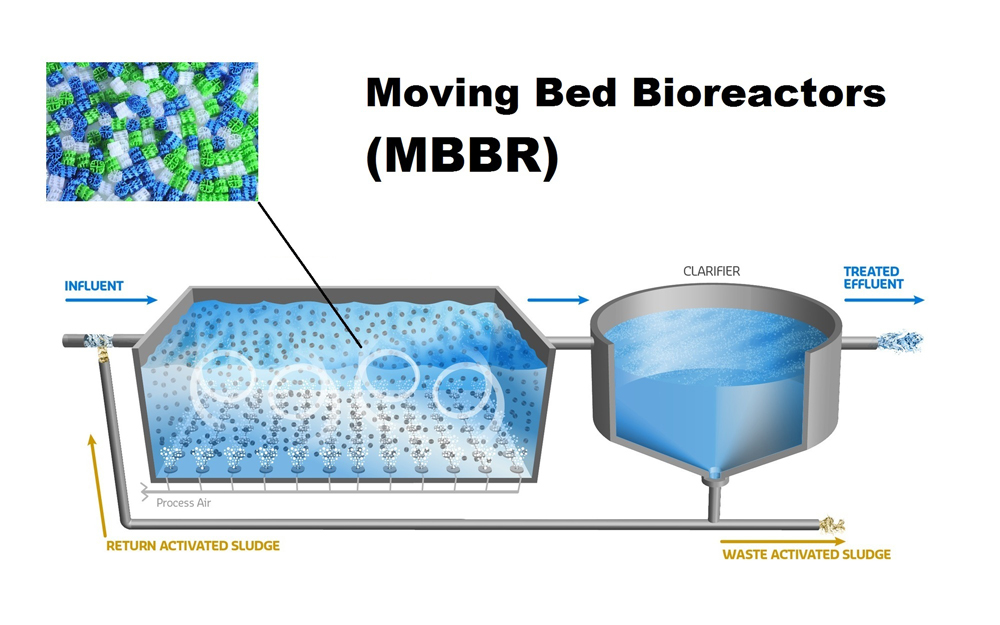 Moving Bed Bioreactors
(MBBR)
INFLUENT
CLARIFIER
TREATED
EFFLUENT
Process Air
RETURN ACTIVATED SLUDGE
WASTE ACTIVATED SLUDGE